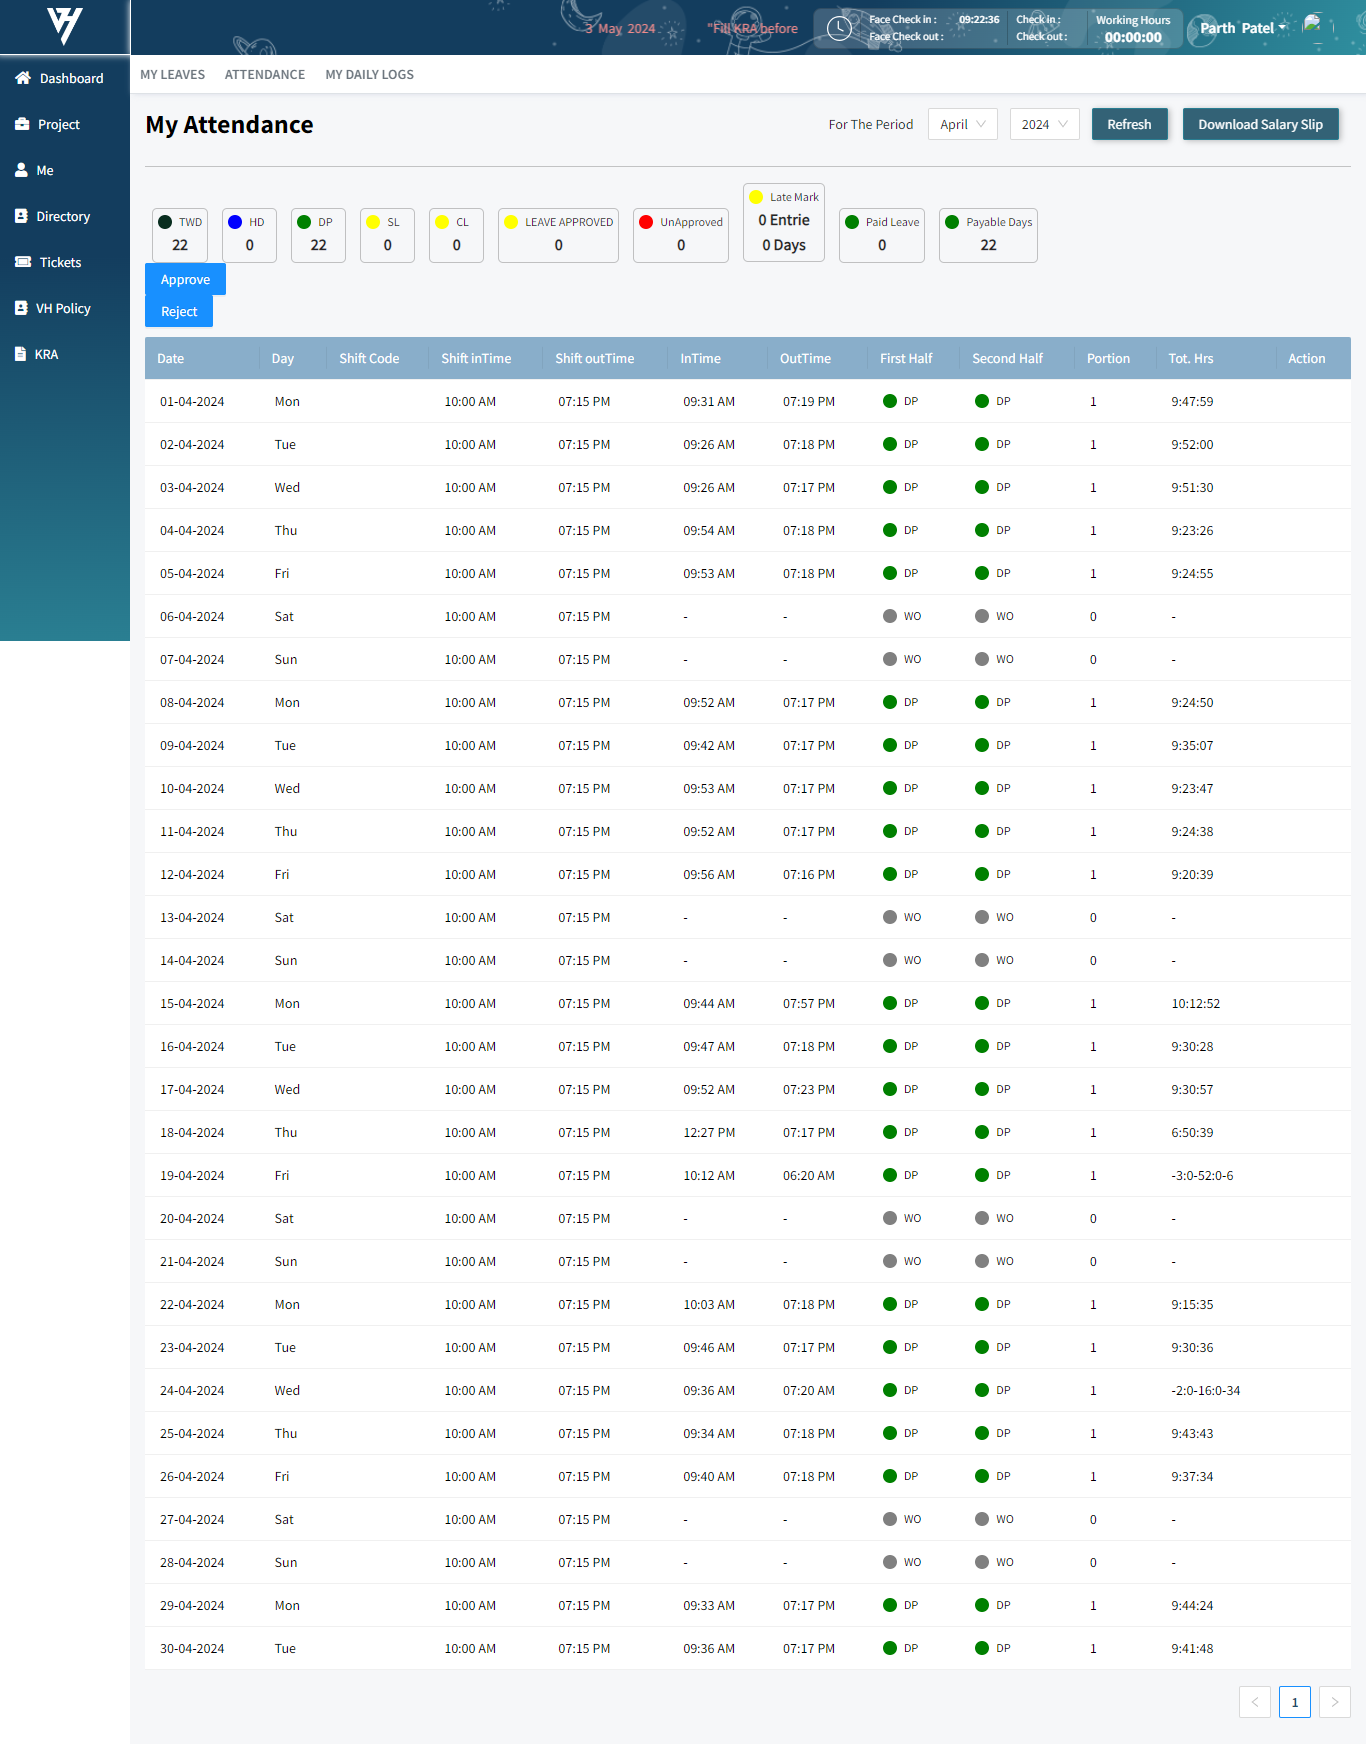 3 May 2024 "Fill KRA before
Face Check in : 09:22:36 Check in : Working Hours
Face Check out : Check out : 00:00:00
Parth Patel
Dashboard
Project
Me
Directory
Tickets
VH Policy
KRA
MY LEAVES ATTENDANCE MY DAILY LOGS
My Attendance For The Period April 2024 Refresh Download Salary Slip
TWD 22
HD 0
DP 22
SL 0
CL 0
LEAVE APPROVED 0
UnApproved 0
Late Mark
0 Entrie
0 Days
Paid Leave 0
Payable Days 22
Approve
Reject
Date Day Shift Code Shift inTime Shift outTime InTime OutTime First Half Second Half Portion Tot. Hrs Action
01-04-2024 Mon 10:00 AM 07:15 PM 09:31 AM 07:19 PM DP DP 1 9:47:59
02-04-2024 Tue 10:00 AM 07:15 PM 09:26 AM 07:18 PM DP DP 1 9:52:00
03-04-2024 Wed 10:00 AM 07:15 PM 09:26 AM 07:17 PM DP DP 1 9:51:30
04-04-2024 Thu 10:00 AM 07:15 PM 09:54 AM 07:18 PM DP DP 1 9:23:26
05-04-2024 Fri 10:00 AM 07:15 PM 09:53 AM 07:18 PM DP DP 1 9:24:55
06-04-2024 Sat 10:00 AM 07:15 PM - - WO WO 0 -
07-04-2024 Sun 10:00 AM 07:15 PM - - WO WO 0 -
08-04-2024 Mon 10:00 AM 07:15 PM 09:52 AM 07:17 PM DP DP 1 9:24:50
09-04-2024 Tue 10:00 AM 07:15 PM 09:42 AM 07:17 PM DP DP 1 9:35:07
10-04-2024 Wed 10:00 AM 07:15 PM 09:53 AM 07:17 PM DP DP 1 9:23:47
11-04-2024 Thu 10:00 AM 07:15 PM 09:52 AM 07:17 PM DP DP 1 9:24:38
12-04-2024 Fri 10:00 AM 07:15 PM 09:56 AM 07:16 PM DP DP 1 9:20:39
13-04-2024 Sat 10:00 AM 07:15 PM - - WO WO 0 -
14-04-2024 Sun 10:00 AM 07:15 PM - - WO WO 0 -
15-04-2024 Mon 10:00 AM 07:15 PM 09:44 AM 07:57 PM DP DP 1 10:12:52
16-04-2024 Tue 10:00 AM 07:15 PM 09:47 AM 07:18 PM DP DP 1 9:30:28
17-04-2024 Wed 10:00 AM 07:15 PM 09:52 AM 07:23 PM DP DP 1 9:30:57
18-04-2024 Thu 10:00 AM 07:15 PM 12:27 PM 07:17 PM DP DP 1 6:50:39
19-04-2024 Fri 10:00 AM 07:15 PM 10:12 AM 06:20 AM DP DP 1 -3:0-52:0-6
20-04-2024 Sat 10:00 AM 07:15 PM - - WO WO 0 -
21-04-2024 Sun 10:00 AM 07:15 PM - - WO WO 0 -
22-04-2024 Mon 10:00 AM 07:15 PM 10:03 AM 07:18 PM DP DP 1 9:15:35
23-04-2024 Tue 10:00 AM 07:15 PM 09:46 AM 07:17 PM DP DP 1 9:30:36
24-04-2024 Wed 10:00 AM 07:15 PM 09:36 AM 07:20 AM DP DP 1 -2:0-16:0-34
25-04-2024 Thu 10:00 AM 07:15 PM 09:34 AM 07:18 PM DP DP 1 9:43:43
26-04-2024 Fri 10:00 AM 07:15 PM 09:40 AM 07:18 PM DP DP 1 9:37:34
27-04-2024 Sat 10:00 AM 07:15 PM - - WO WO 0 -
28-04-2024 Sun 10:00 AM 07:15 PM - - WO WO 0 -
29-04-2024 Mon 10:00 AM 07:15 PM 09:33 AM 07:17 PM DP DP 1 9:44:24
30-04-2024 Tue 10:00 AM 07:15 PM 09:36 AM 07:17 PM DP DP 1 9:41:48
< 1 >